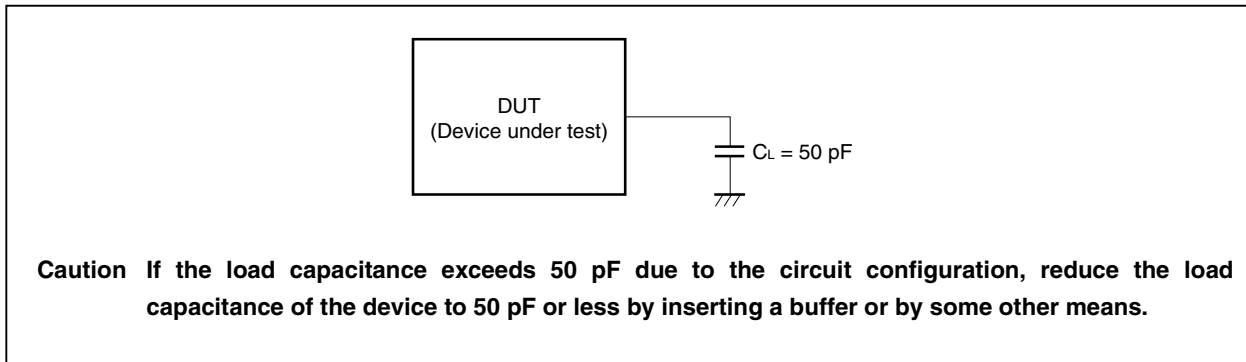 DUT
(Device under test)
CL = 50 pF
Caution If the load capacitance exceeds 50 pF due to the circuit configuration, reduce the load
capacitance of the device to 50 pF or less by inserting a buffer or by some other means.